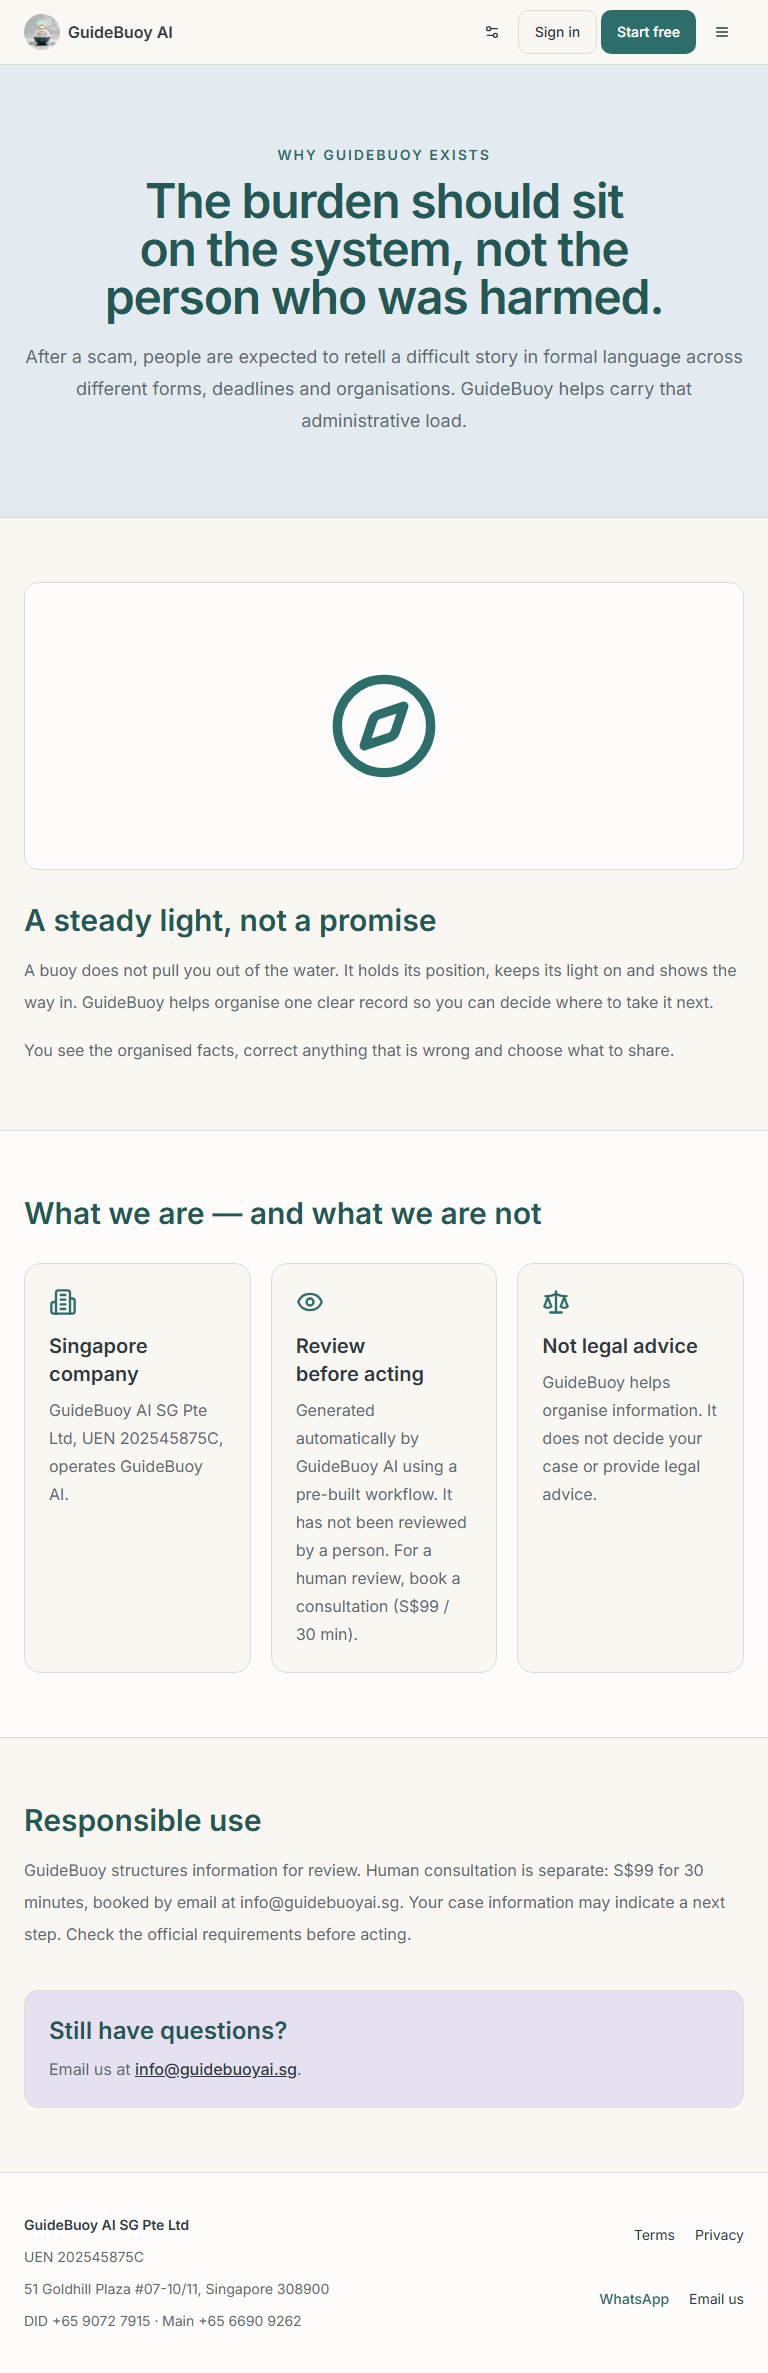 GuideBuoy AI
Sign in
Start free
WHY GUIDEBUOY EXISTS
The burden should sit
on the system, not the
person who was harmed.
After a scam, people are expected to retell a difficult story in formal language across
different forms, deadlines and organisations. GuideBuoy helps carry that
administrative load.
A steady light, not a promise
A buoy does not pull you out of the water. It holds its position, keeps its light on and shows the
way in. GuideBuoy helps organise one clear record so you can decide where to take it next.
You see the organised facts, correct anything that is wrong and choose what to share.
What we are — and what we are not
Singapore
company
GuideBuoy AI SG Pte
Ltd, UEN 202545875C,
operates GuideBuoy
AI.
Review
before acting
Generated
automatically by
GuideBuoy AI using a
pre-built workflow. It
has not been reviewed
by a person. For a
human review, book a
consultation (S$99 /
30 min).
Not legal advice
GuideBuoy helps
organise information. It
does not decide your
case or provide legal
advice.
Responsible use
GuideBuoy structures information for review. Human consultation is separate: S$99 for 30
minutes, booked by email at info@guidebuoyai.sg. Your case information may indicate a next
step. Check the official requirements before acting.
Still have questions?
Email us at info@guidebuoyai.sg.
GuideBuoy AI SG Pte Ltd
UEN 202545875C
51 Goldhill Plaza #07-10/11, Singapore 308900
DID +65 9072 7915 · Main +65 6690 9262
Terms Privacy
WhatsApp Email us